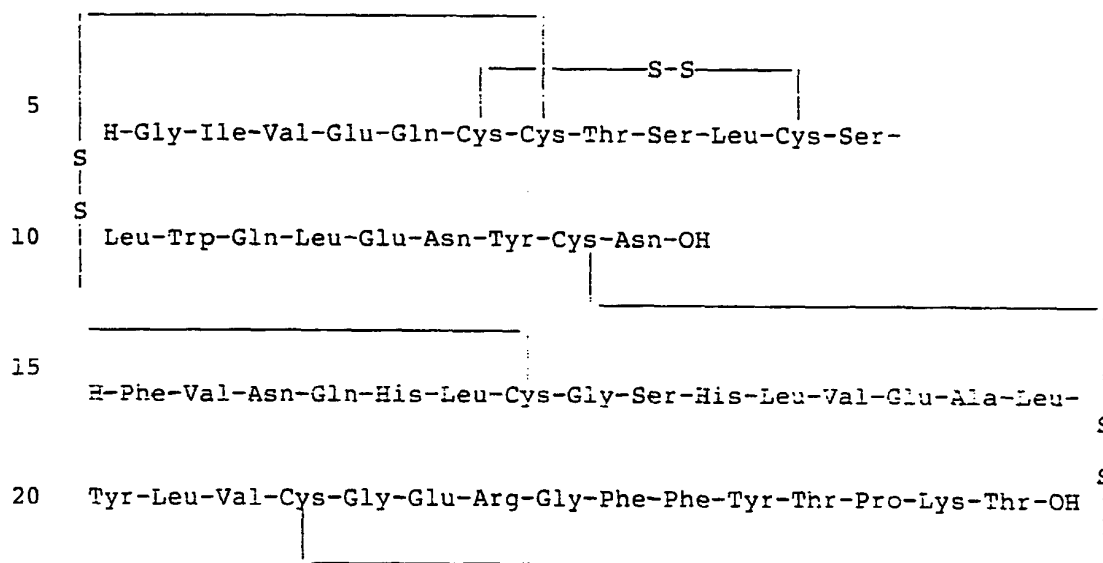 S-S
5 H-Gly-Ile-Val-Glu-Gln-Cys-Cys-Thr-Ser-Leu-Cys-Ser-
S
S
10 Leu-Trp-Gln-Leu-Glu-Asn-Tyr-Cys-Asn-OH
15 H-Phe-Val-Asn-Gln-His-Leu-Cys-Gly-Ser-His-Leu-Val-Glu-Ala-Leu-
S
S
20 Tyr-Leu-Val-Cys-Gly-Glu-Arg-Gly-Phe-Phe-Tyr-Thr-Pro-Lys-Thr-OH